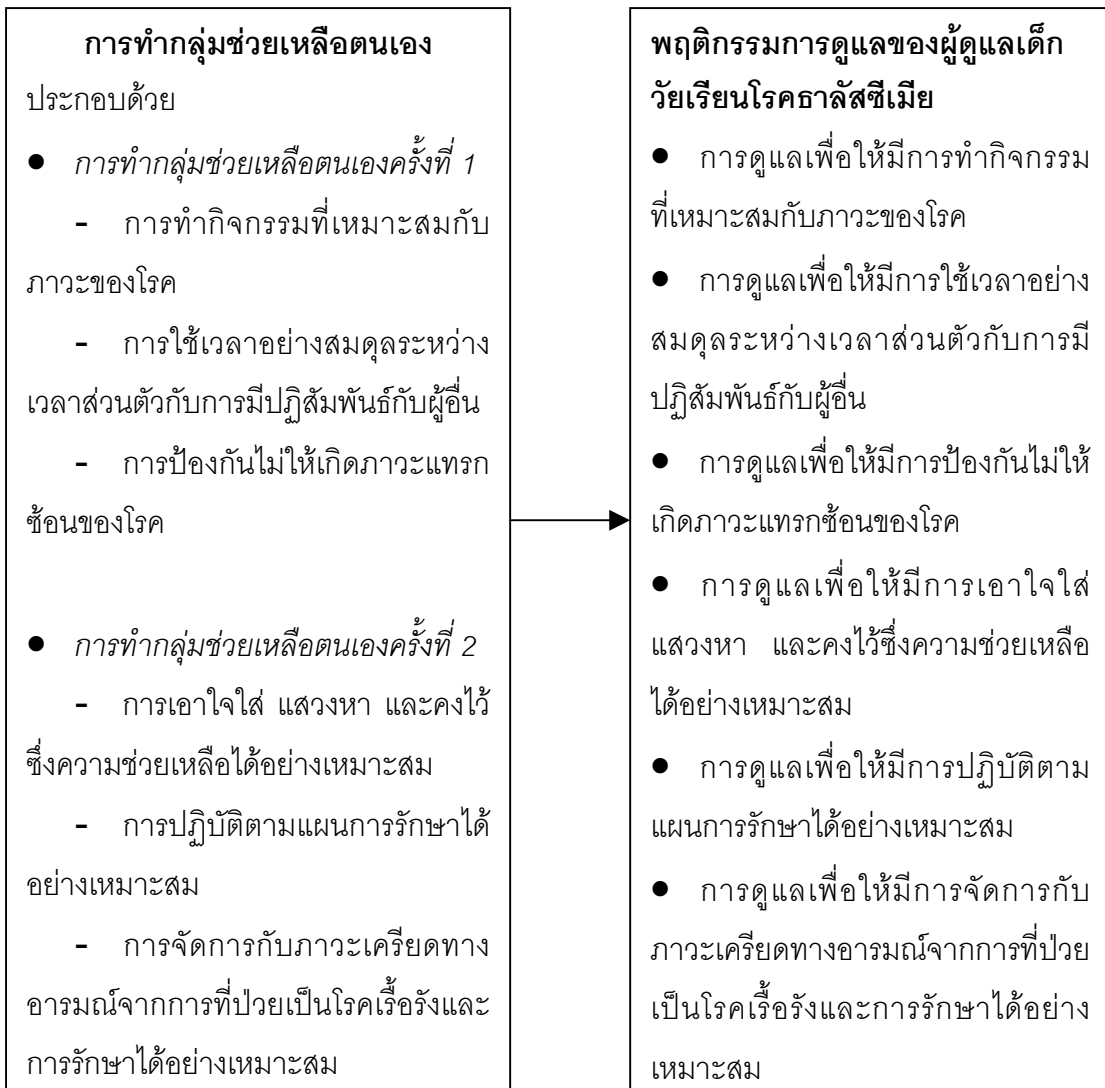 การทำกลุ่มช่วยเหลือตนเอง
ประกอบด้วย
● การทำกลุ่มช่วยเหลือตนเองครั้งที่ 1
- การทำกิจกรรมที่เหมาะสมกับ
ภาวะของโรค
- การใช้เวลาอย่างสมดุลระหว่าง
เวลาส่วนตัวกับการมีปฏิสัมพันธ์กับผู้อื่น
- การป้องกันไม่ให้เกิดภาวะแทรก
ซ้อนของโรค
● การทำกลุ่มช่วยเหลือตนเองครั้งที่ 2
- การเอาใจใส่ แสวงหา และคงไว้
ซึ่งความช่วยเหลือได้อย่างเหมาะสม
- การปฏิบัติตามแผนการรักษาได้
อย่างเหมาะสม
- การจัดการกับภาวะเครียดทาง
อารมณ์จากการที่ป่วยเป็นโรคเรื้อรังและ
การรักษาได้อย่างเหมาะสม
พฤติกรรมการดูแลของผู้ดูแลเด็ก
วัยเรียนโรคธาลัสซีเมีย
● การดูแลเพื่อให้มีการทำกิจกรรม
ที่เหมาะสมกับภาวะของโรค
● การดูแลเพื่อให้มีการใช้เวลาอย่าง
สมดุลระหว่างเวลาส่วนตัวกับการมี
ปฏิสัมพันธ์กับผู้อื่น
● การดูแลเพื่อให้มีการป้องกันไม่ให้
เกิดภาวะแทรกซ้อนของโรค
● การดูแลเพื่อให้มีการเอาใจใส่
แสวงหา และคงไว้ซึ่งความช่วยเหลือ
ได้อย่างเหมาะสม
● การดูแลเพื่อให้มีการปฏิบัติตาม
แผนการรักษาได้อย่างเหมาะสม
● การดูแลเพื่อให้มีการจัดการกับ
ภาวะเครียดทางอารมณ์จากการที่ป่วย
เป็นโรคเรื้อรังและการรักษาได้อย่าง
เหมาะสม